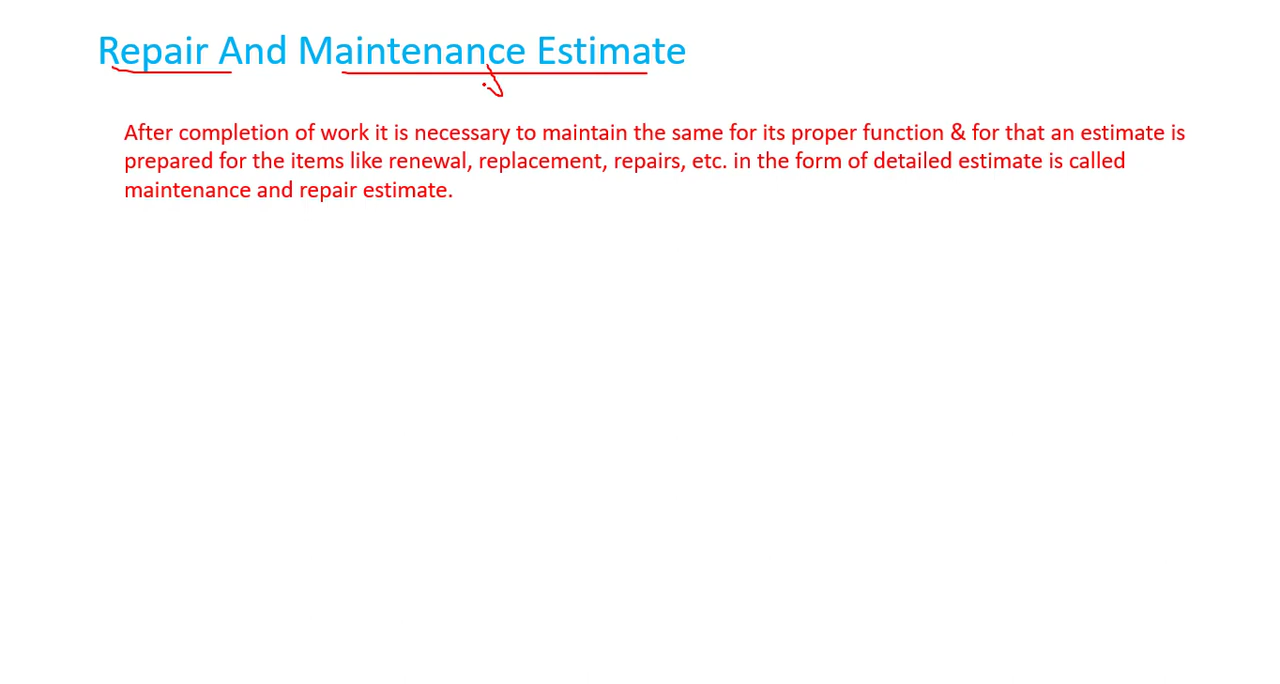 Repair And Maintenance Estimate
After completion of work it is necessary to maintain the same for its proper function & for that an estimate is
prepared for the items like renewal, replacement, repairs, etc. in the form of detailed estimate is called
maintenance and repair estimate.